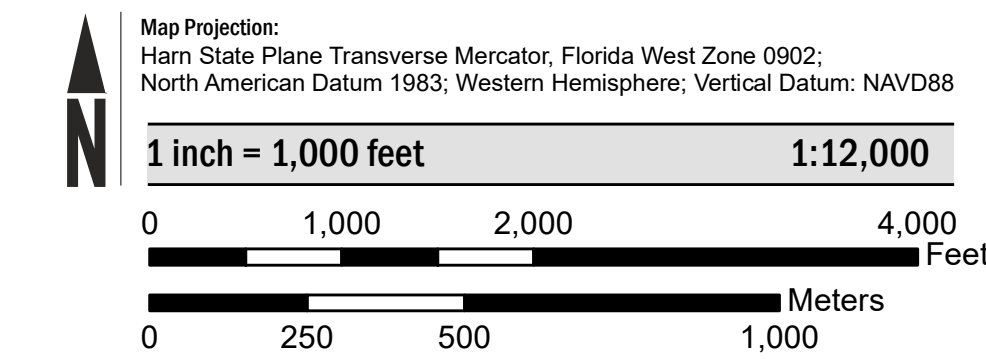 N
Map Projection:
Harn State Plane Transverse Mercator, Florida West Zone 0902;
North American Datum 1983; Western Hemisphere; Vertical Datum: NAVD88
1 inch = 1,000 feet 1:12,000
0 1,000 2,000 4,000
Feet
Meters
0 250 500 1,000